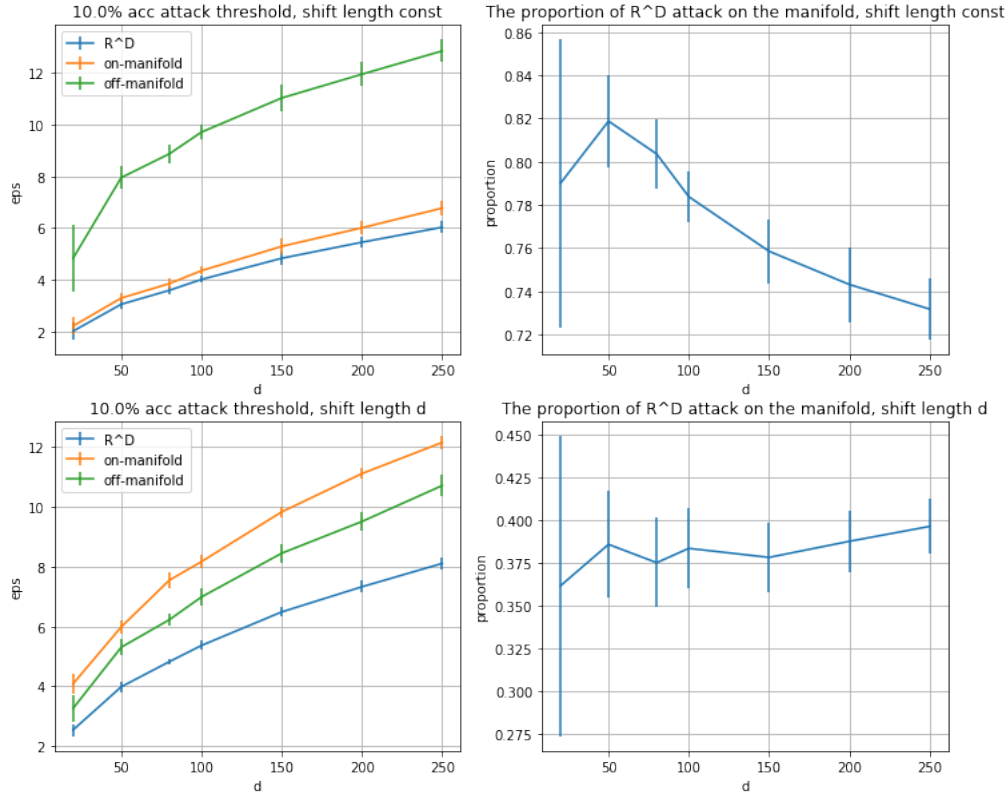 10.0% acc attack threshold, shift length const
R^D
on-manifold
off-manifold
eps
12
10
8
6
4
2
50
100
150
200
250
d
The proportion of R^D attack on the manifold, shift length const
proportion
0.86
0.84
0.82
0.80
0.78
0.76
0.74
0.72
50
100
150
200
250
d
10.0% acc attack threshold, shift length d
R^D
on-manifold
off-manifold
eps
12
10
8
6
4
2
50
100
150
200
250
d
The proportion of R^D attack on the manifold, shift length d
proportion
0.450
0.425
0.400
0.375
0.350
0.325
0.300
0.275
50
100
150
200
250
d